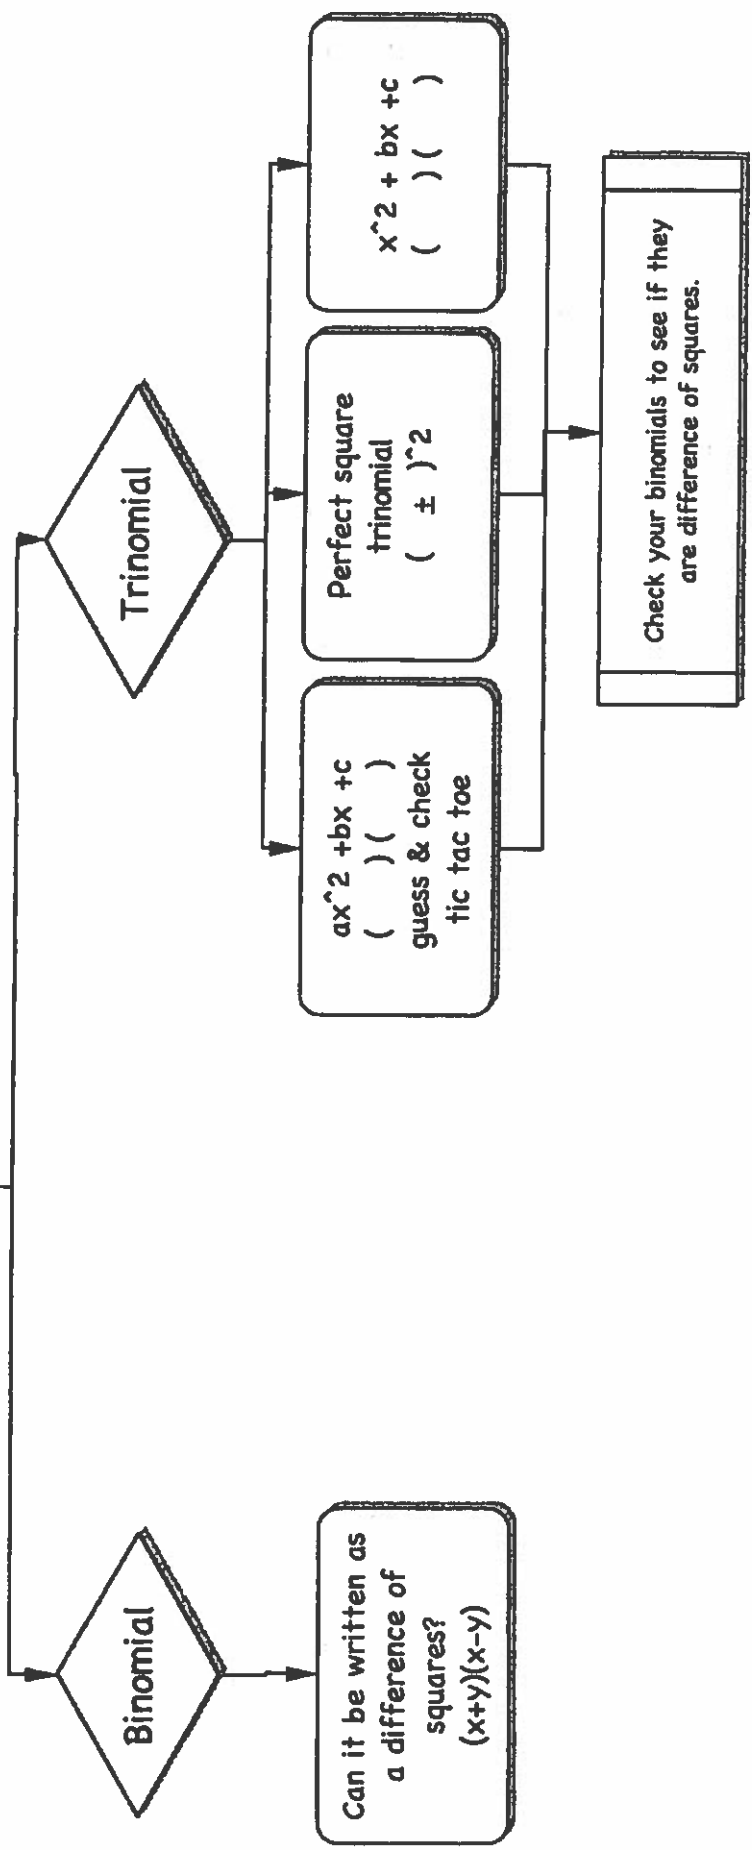 Binomial
Can it be written as
a difference of
squares?
(x+y)(x-y)
Trinomial
ax^2 +bx +c
(   )(   )
guess & check
tic tac toe
Perfect square
trinomial
(  ±  )^2
x^2 + bx +c
(   )(   )
Check your binomials to see if they
are difference of squares.